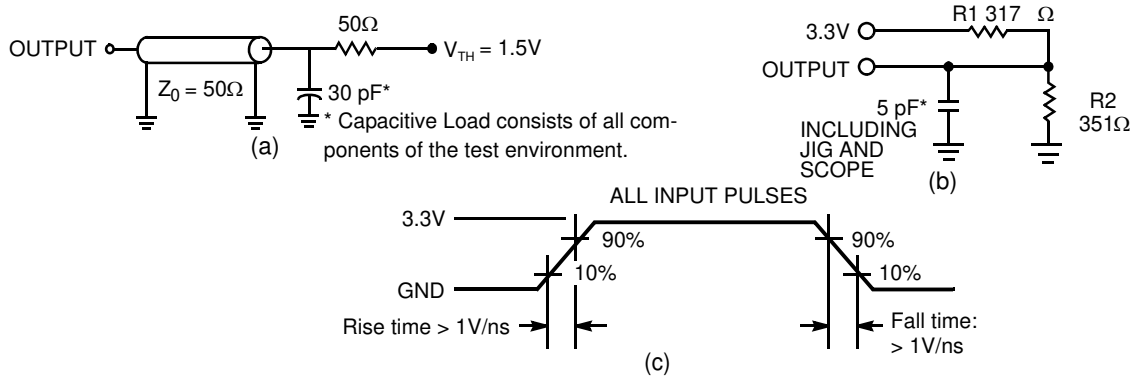 50Ω
OUTPUT
V_TH = 1.5V
Z_0 = 50Ω
30 pF*
* Capacitive Load consists of all com-
ponents of the test environment.
(a)
R1 317 Ω
3.3V
OUTPUT
5 pF*
INCLUDING
JIG AND
SCOPE
R2
351Ω
(b)
ALL INPUT PULSES
3.3V
90%
90%
10%
10%
GND
Rise time > 1V/ns
Fall time:
> 1V/ns
(c)